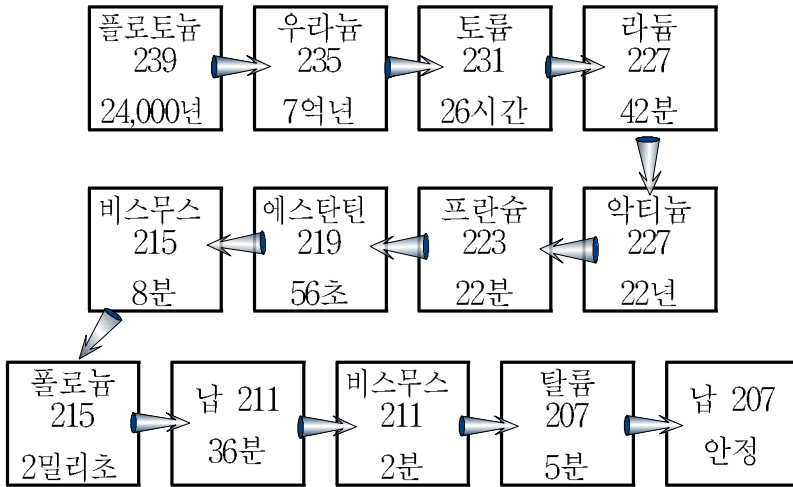 플로토늄
239
24,000년
우라늄
235
7억년
토륨
231
26시간
라듐
227
42분
악티늄
227
22년
프란슘
223
22분
에스탄틴
219
56초
비스무스
215
8분
폴로늄
215
2밀리초
납 211
36분
비스무스
211
2분
탈륨
207
5분
납 207
안정